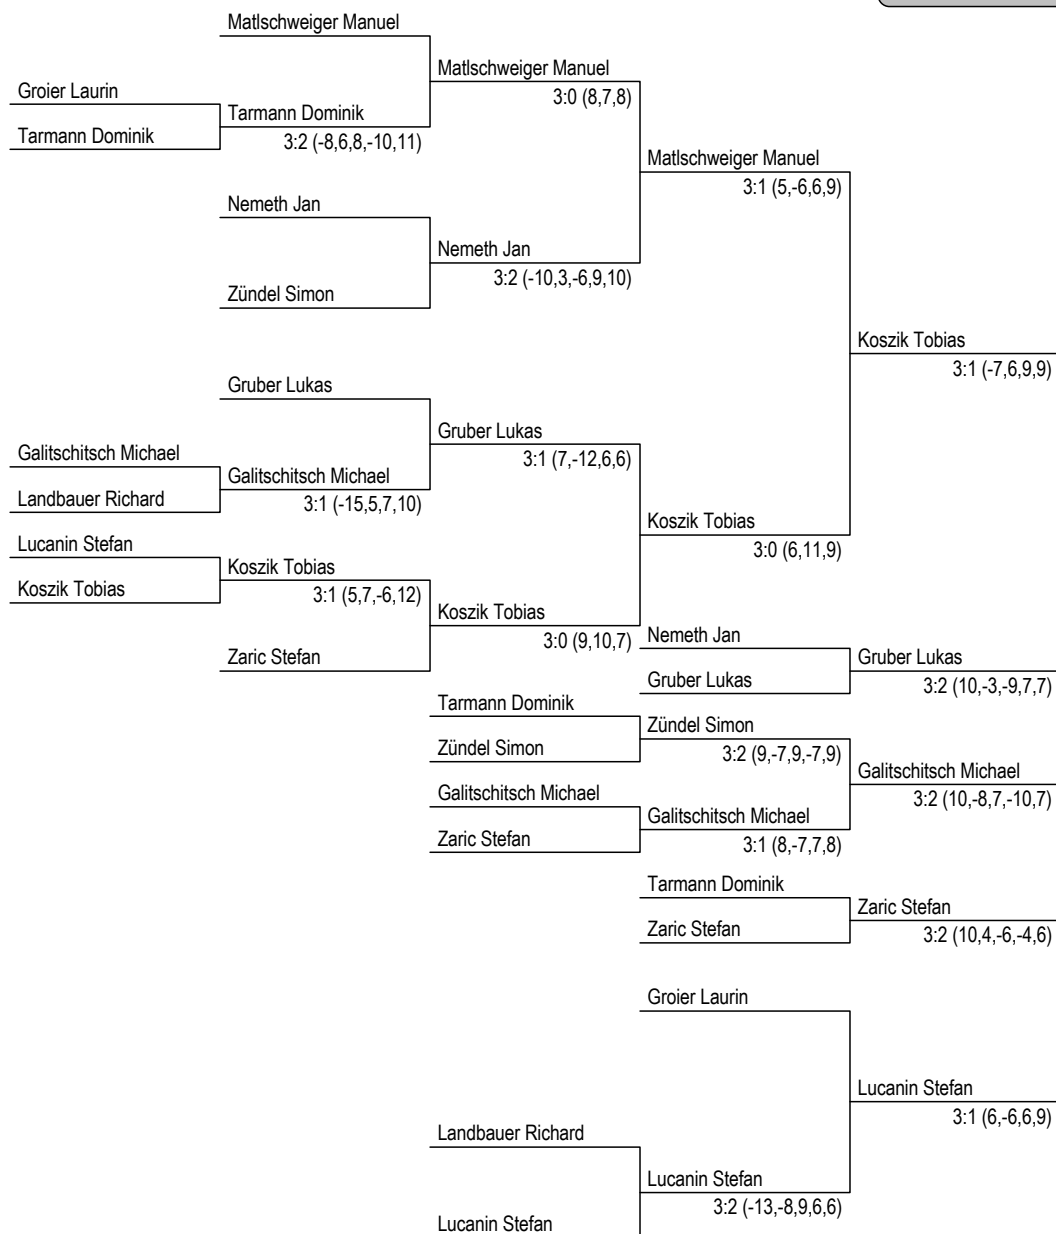 Matlschweiger Manuel
Matlschweiger Manuel
Groier Laurin
3:0 (8,7,8)
Tarmann Dominik
Tarmann Dominik
3:2 (-8,6,8,-10,11)
Matlschweiger Manuel
3:1 (5,-6,6,9)
Nemeth Jan
Nemeth Jan
3:2 (-10,3,-6,9,10)
Zündel Simon
Koszik Tobias
3:1 (-7,6,9,9)
Gruber Lukas
Gruber Lukas
Galitschitsch Michael
3:1 (7,-12,6,6)
Galitschitsch Michael
Landbauer Richard
3:1 (-15,5,7,10)
Koszik Tobias
Lucanin Stefan
3:0 (6,11,9)
Koszik Tobias
Koszik Tobias
3:1 (5,7,-6,12)
Koszik Tobias
Nemeth Jan
3:0 (9,10,7)
Zaric Stefan
Gruber Lukas
Gruber Lukas
3:2 (10,-3,-9,7,7)
Tarmann Dominik
Zündel Simon
Zündel Simon
3:2 (9,-7,9,-7,9)
Galitschitsch Michael
Galitschitsch Michael
3:2 (10,-8,7,-10,7)
Galitschitsch Michael
Zaric Stefan
3:1 (8,-7,7,8)
Tarmann Dominik
Zaric Stefan
Zaric Stefan
3:2 (10,4,-6,-4,6)
Groier Laurin
Lucanin Stefan
3:1 (6,-6,6,9)
Landbauer Richard
Lucanin Stefan
3:2 (-13,-8,9,6,6)
Lucanin Stefan